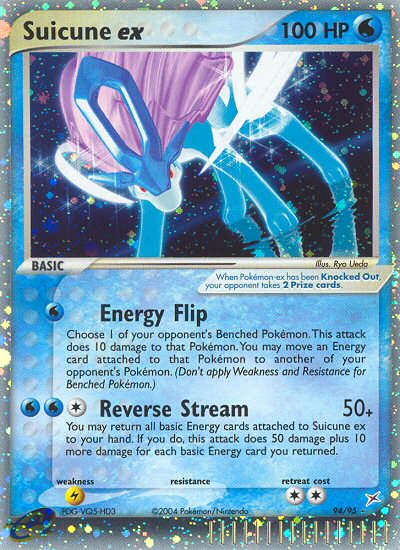 Suicune ex 100 HP
BASIC
Illus. Ryo Ueda
When Pokémon-ex has been Knocked Out,
your opponent takes 2 Prize cards.
Energy Flip
Choose 1 of your opponent's Benched Pokémon. This attack
does 10 damage to that Pokémon. You may move an Energy
card attached to that Pokémon to another of your
opponent's Pokémon. (Don't apply Weakness and Resistance for
Benched Pokémon.)
Reverse Stream 50+
You may return all basic Energy cards attached to Suicune ex
to your hand. If you do, this attack does 50 damage plus 10
more damage for each basic Energy card you returned.
weakness resistance retreat cost
PDG-VQ5-HD3 ©2004 Pokémon/Nintendo 94/95
e